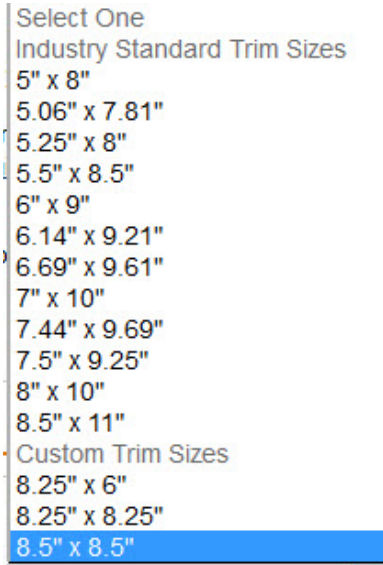 Select One
Industry Standard Trim Sizes
5" x 8"
5.06" x 7.81"
5.25" x 8"
5.5" x 8.5"
6" x 9"
6.14" x 9.21"
6.69" x 9.61"
7" x 10"
7.44" x 9.69"
7.5" x 9.25"
8" x 10"
8.5" x 11"
Custom Trim Sizes
8.25" x 6"
8.25" x 8.25"
8.5" x 8.5"